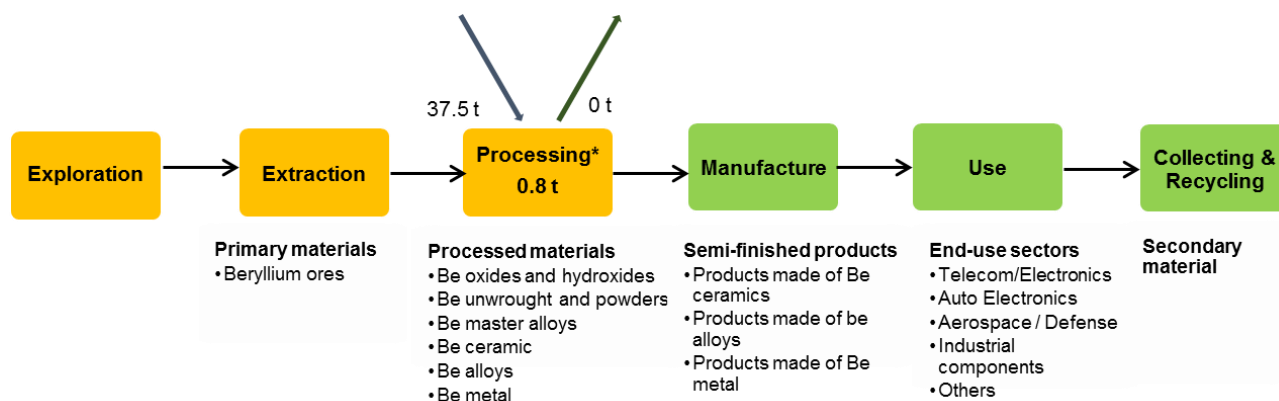 37.5 t
0 t
Exploration
Extraction
Processing*
0.8 t
Manufacture
Use
Collecting &
Recycling
Primary materials
• Beryllium ores
Processed materials
• Be oxides and hydroxides
• Be unwrought and powders
• Be master alloys
• Be ceramic
• Be alloys
• Be metal
Semi-finished products
• Products made of Be
ceramics
• Products made of be
alloys
• Products made of Be
metal
End-use sectors
• Telecom/Electronics
• Auto Electronics
• Aerospace / Defense
• Industrial
components
• Others
Secondary
material